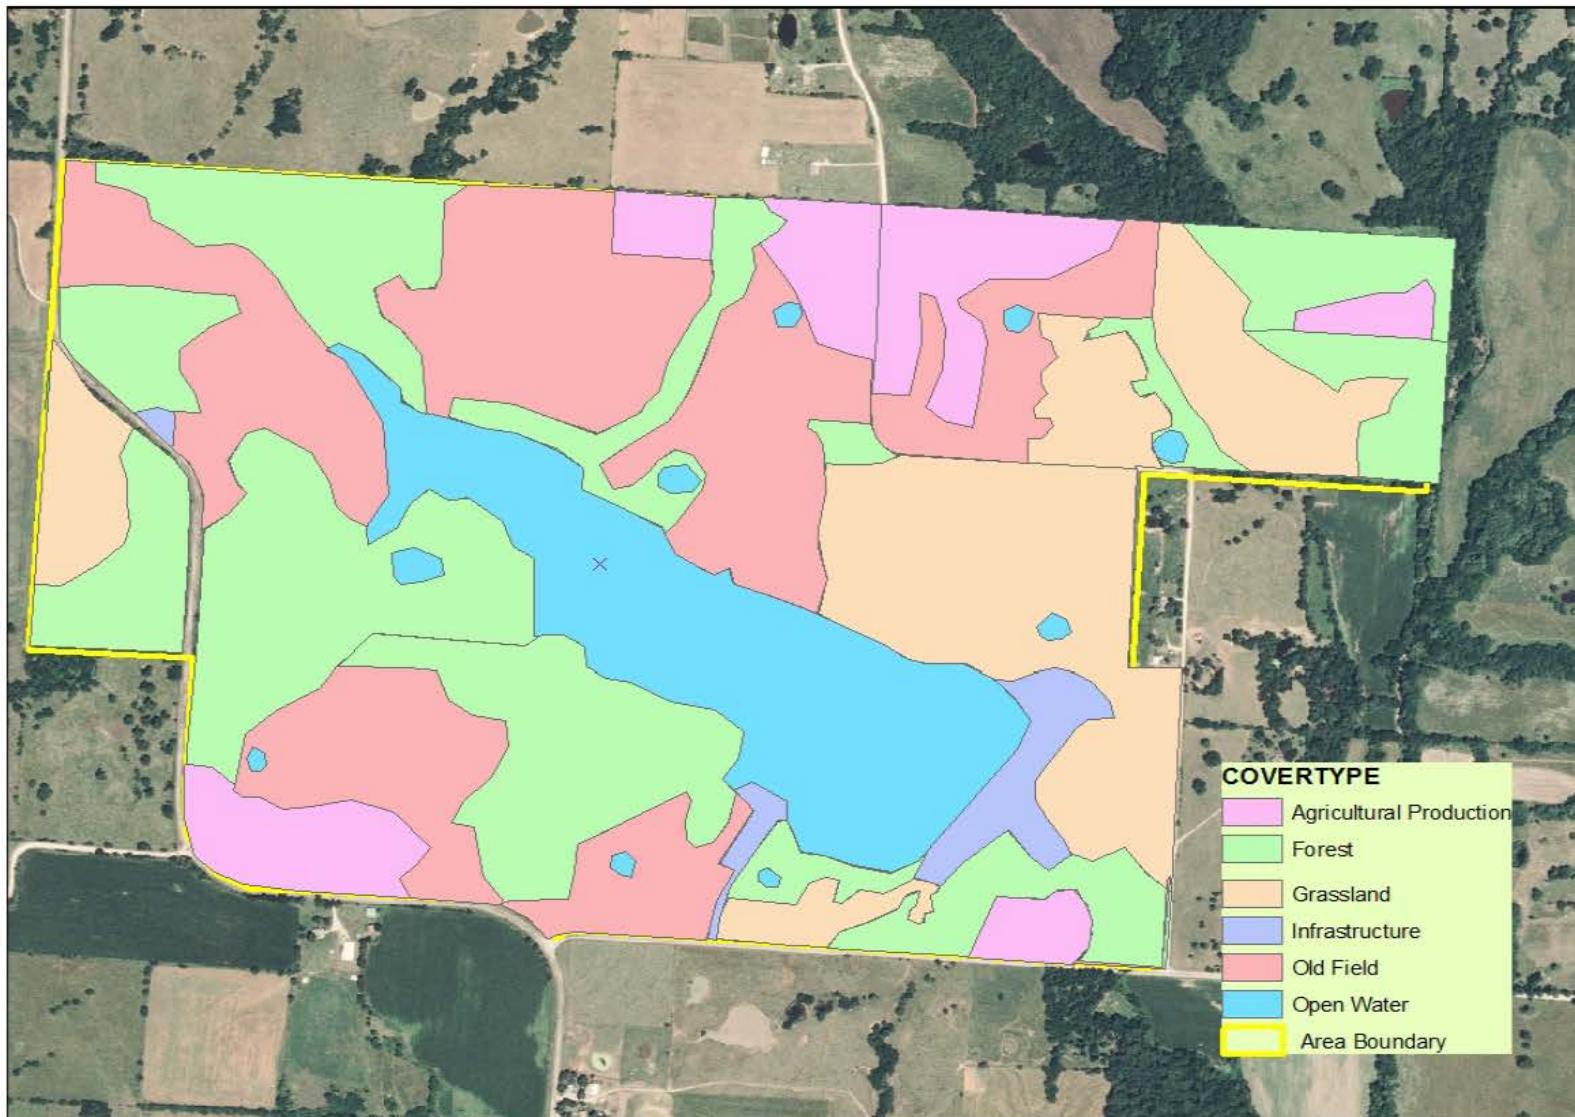 COVERTYPE
Agricultural Production
Forest
Grassland
Infrastructure
Old Field
Open Water
Area Boundary